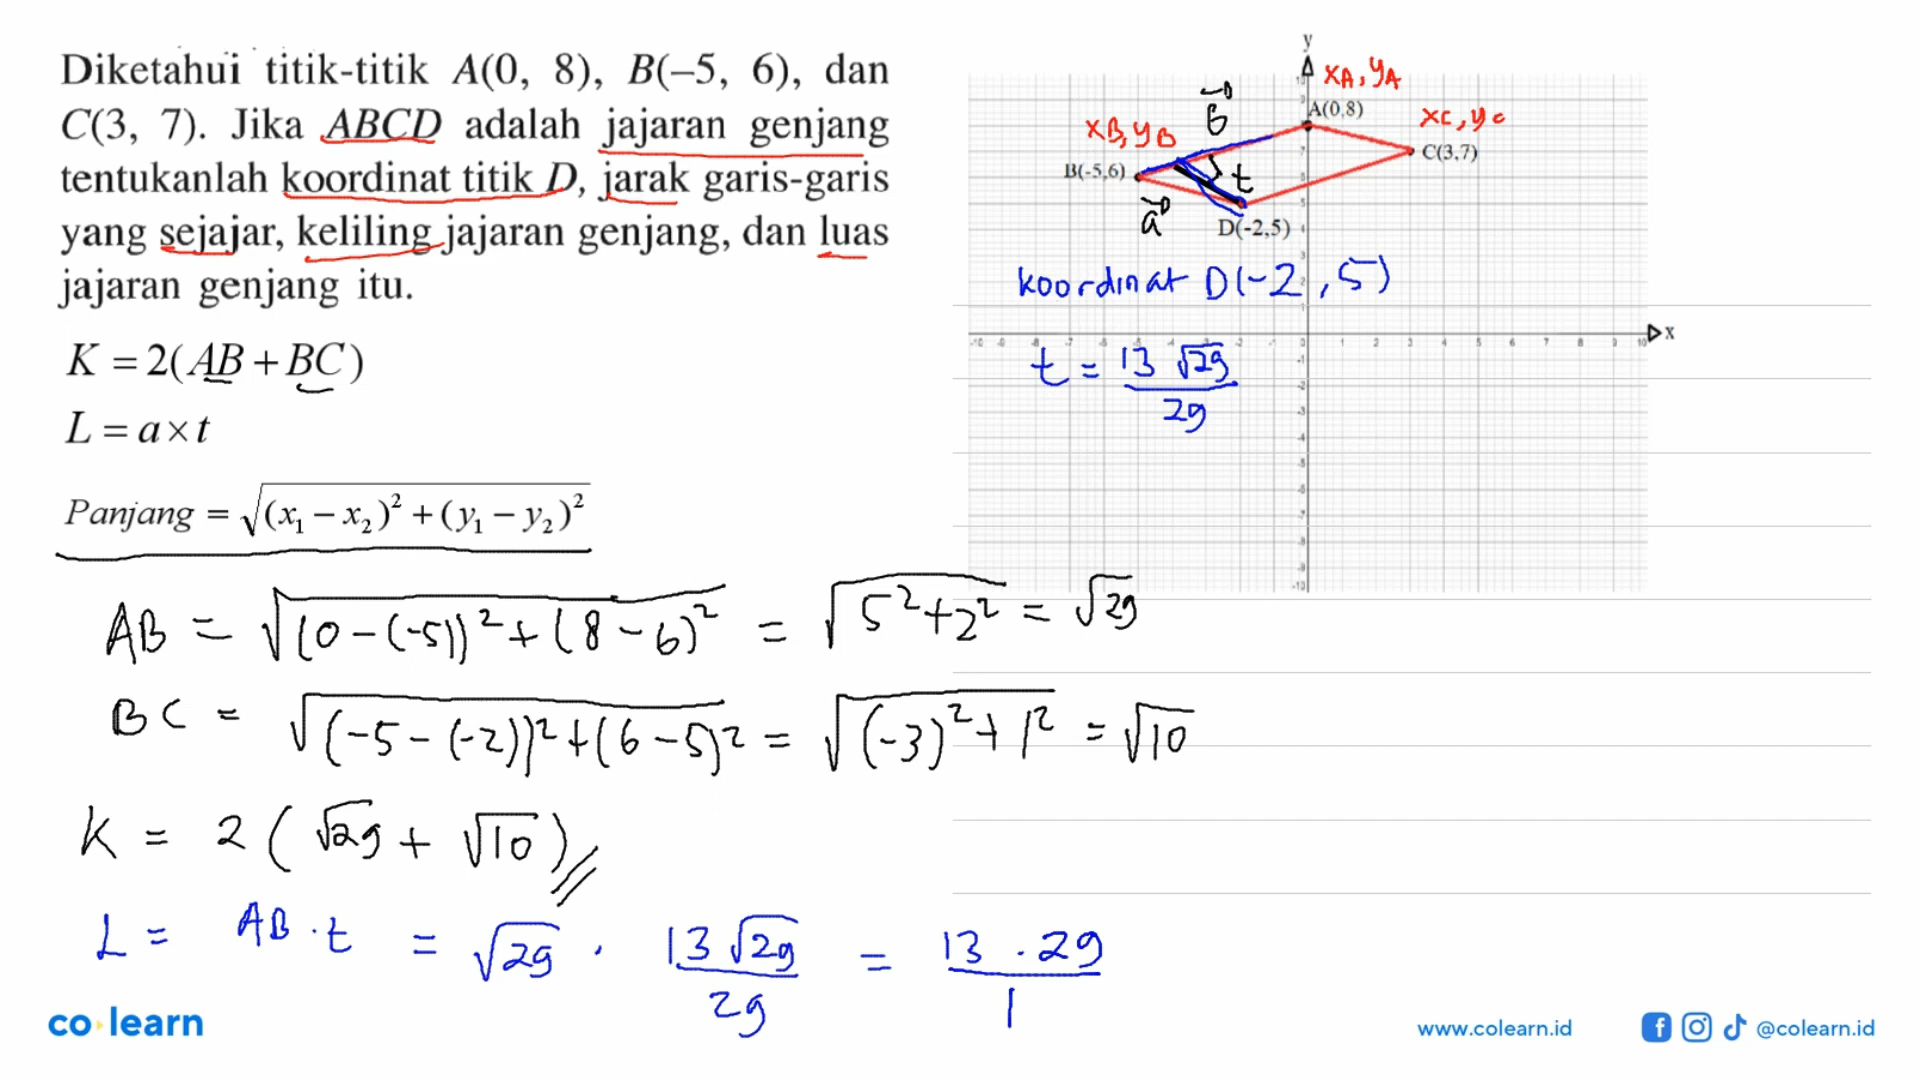 Diketahui titik-titik A(0, 8), B(–5, 6), dan
C(3, 7). Jika ABCD adalah jajaran genjang
tentukanlah koordinat titik D, jarak garis-garis
yang sejajar, keliling jajaran genjang, dan luas
jajaran genjang itu.
K = 2(AB + BC)
L = a × t
Panjang = √((x₁ − x₂)² + (y₁ − y₂)²)
AB = √((0 − (−5))² + (8 − 6)²) = √(5² + 2²) = √29
BC = √((−5 − (−2))² + (6 − 5)²) = √((−3)² + 1²) = √10
K = 2 (√29 + √10)
L = AB . t = √29 . 13√29/29 = 13 . 29/1
y
xA, yA
A(0,8)
xB, yB
b
xC, yC
C(3,7)
B(-5,6)
t
a
D(-2,5)
koordinat D(−2, 5)
x
t = 13√29/29
co learn
www.colearn.id
@colearn.id